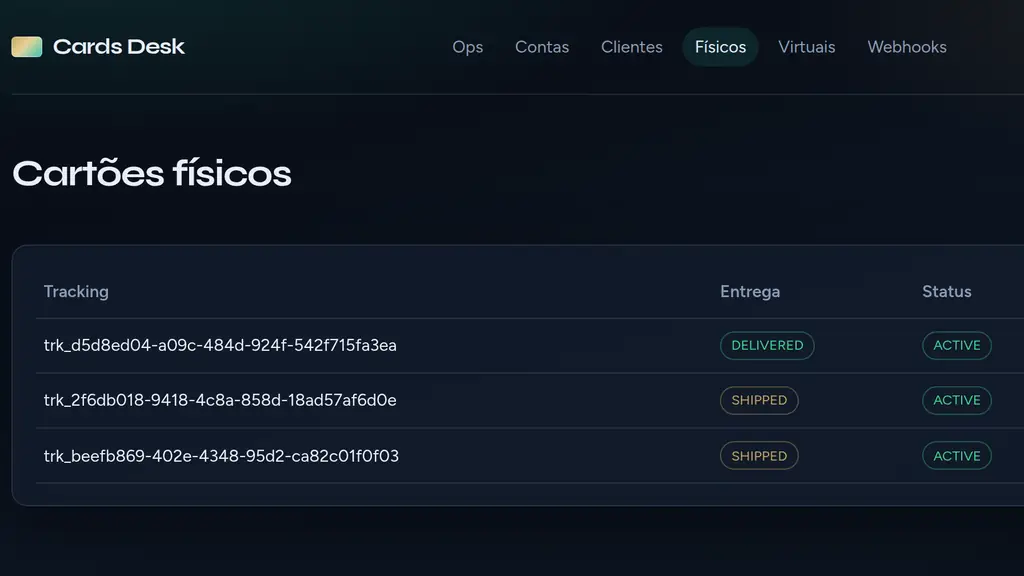 Cards Desk Ops Contas Clientes Físicos Virtuais Webhooks
Cartões físicos
Tracking Entrega Status
trk_d5d8ed04-a09c-484d-924f-542f715fa3ea DELIVERED ACTIVE
trk_2f6db018-9418-4c8a-858d-18ad57af6d0e SHIPPED ACTIVE
trk_beefb869-402e-4348-95d2-ca82c01f0f03 SHIPPED ACTIVE